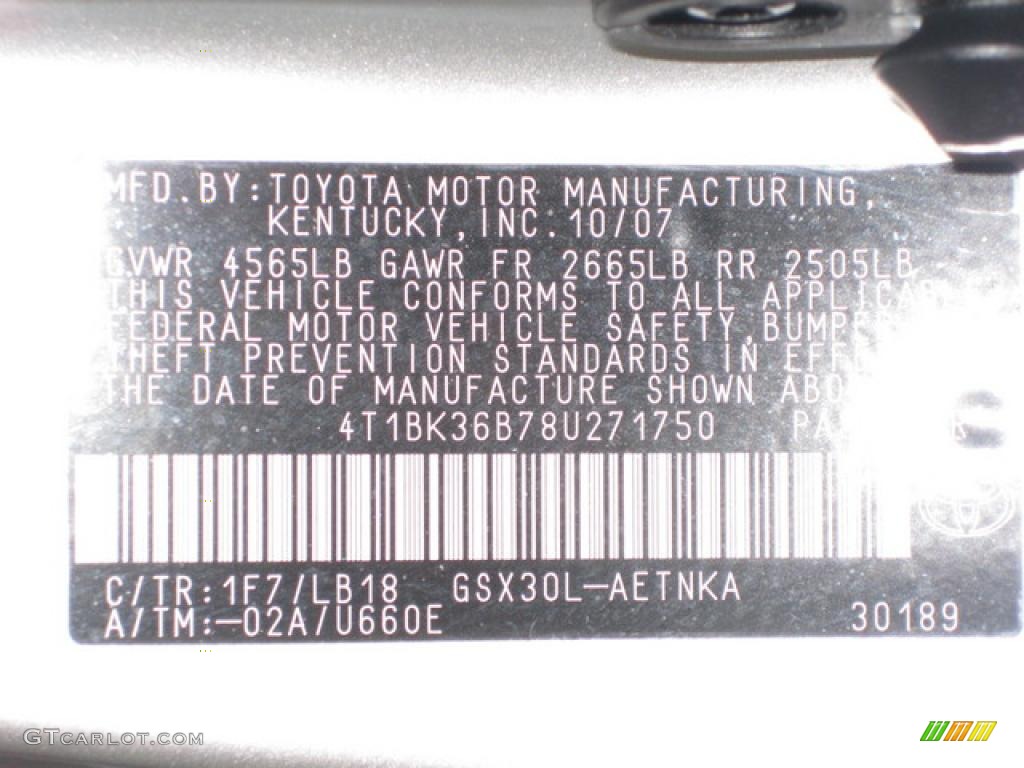 MFD. BY: TOYOTA MOTOR MANUFACTURING,
KENTUCKY, INC. 10/07
GVWR 4565LB GAWR FR 2665LB RR 2505LB
THIS VEHICLE CONFORMS TO ALL
FEDERAL MOTOR VEHICLE SAFETY,
THEFT PREVENTION STANDARDS IN
THE DATE OF MANUFACTURE SHOWN
4T1BK36B78U271750
C/TR:1F7/LB18 GSX30L-AETNKA
A/TM:-02A/U660E
30189
GTCARLOT.COM